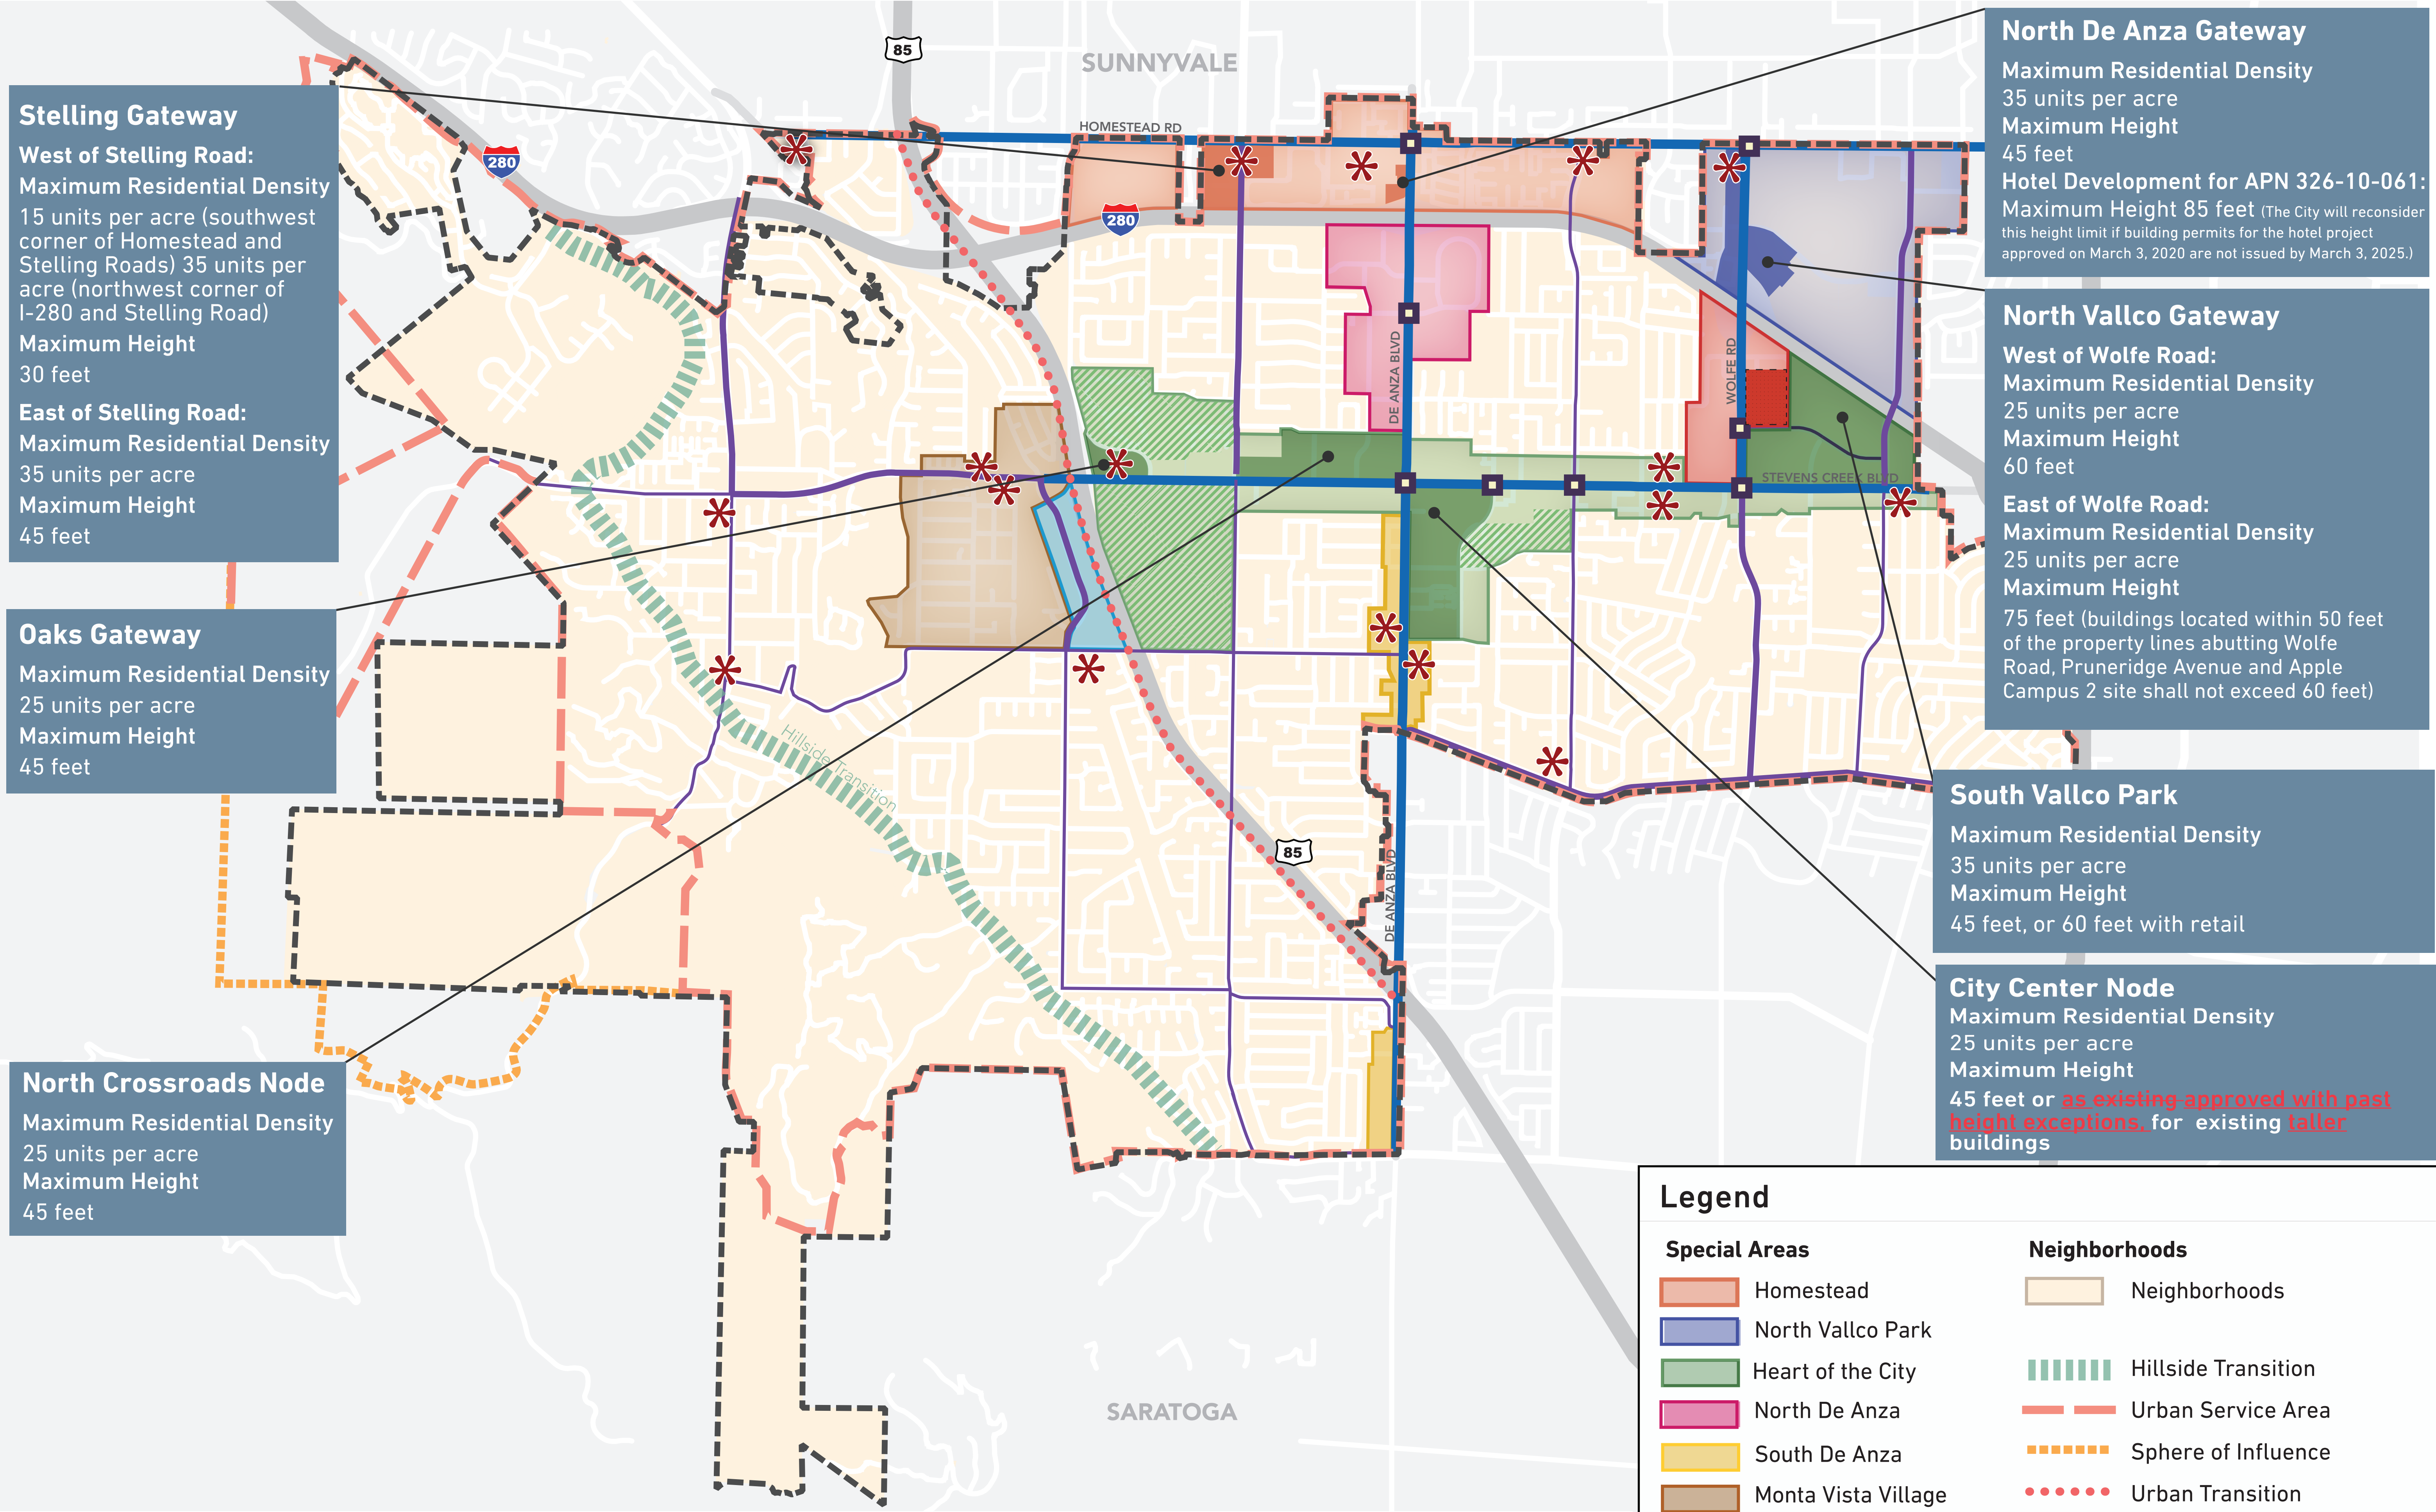 Stelling Gateway
West of Stelling Road:
Maximum Residential Density
15 units per acre (southwest
corner of Homestead and
Stelling Roads) 35 units per
acre (northwest corner of
I-280 and Stelling Road)
Maximum Height
30 feet
East of Stelling Road:
Maximum Residential Density
35 units per acre
Maximum Height
45 feet
Oaks Gateway
Maximum Residential Density
25 units per acre
Maximum Height
45 feet
North Crossroads Node
Maximum Residential Density
25 units per acre
Maximum Height
45 feet
85
SUNNYVALE
HOMESTEAD RD
280
280
DE ANZA BLVD
WOLFE RD
STEVENS CREEK BLVD
Hillside Transition
85
DE ANZA BLVD
SARATOGA
North De Anza Gateway
Maximum Residential Density
35 units per acre
Maximum Height
45 feet
Hotel Development for APN 326-10-061:
Maximum Height 85 feet (The City will reconsider
this height limit if building permits for the hotel project
approved on March 3, 2020 are not issued by March 3, 2025.)
North Vallco Gateway
West of Wolfe Road:
Maximum Residential Density
25 units per acre
Maximum Height
60 feet
East of Wolfe Road:
Maximum Residential Density
25 units per acre
Maximum Height
75 feet (buildings located within 50 feet
of the property lines abutting Wolfe
Road, Pruneridge Avenue and Apple
Campus 2 site shall not exceed 60 feet)
South Vallco Park
Maximum Residential Density
35 units per acre
Maximum Height
45 feet, or 60 feet with retail
City Center Node
Maximum Residential Density
25 units per acre
Maximum Height
45 feet or as existing approved with past
height exceptions, for existing taller
buildings
Legend
Special Areas
Homestead
North Vallco Park
Heart of the City
North De Anza
South De Anza
Monta Vista Village
Neighborhoods
Neighborhoods
Hillside Transition
Urban Service Area
Sphere of Influence
Urban Transition